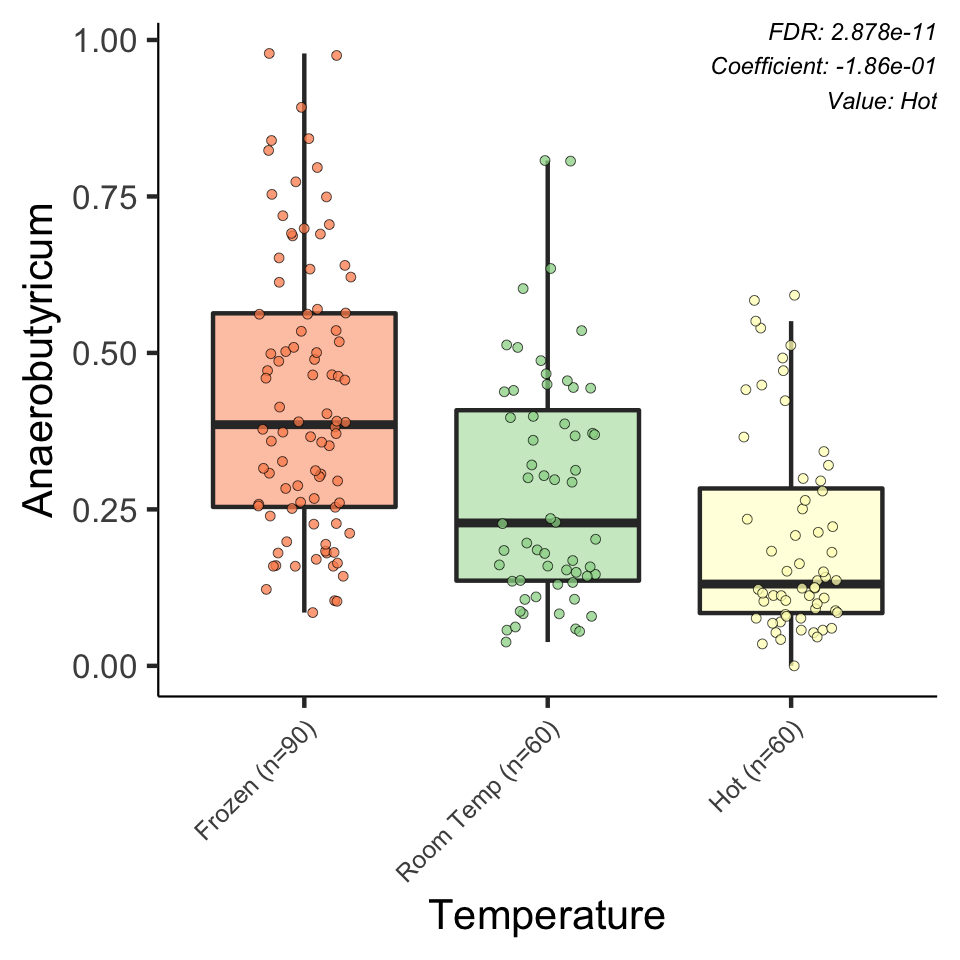 FDR: 2.878e-11
Coefficient: -1.86e-01
Value: Hot
Anaerobutyricum
1.00
0.75
0.50
0.25
0.00
Frozen (n=90)
Room Temp (n=60)
Hot (n=60)
Temperature